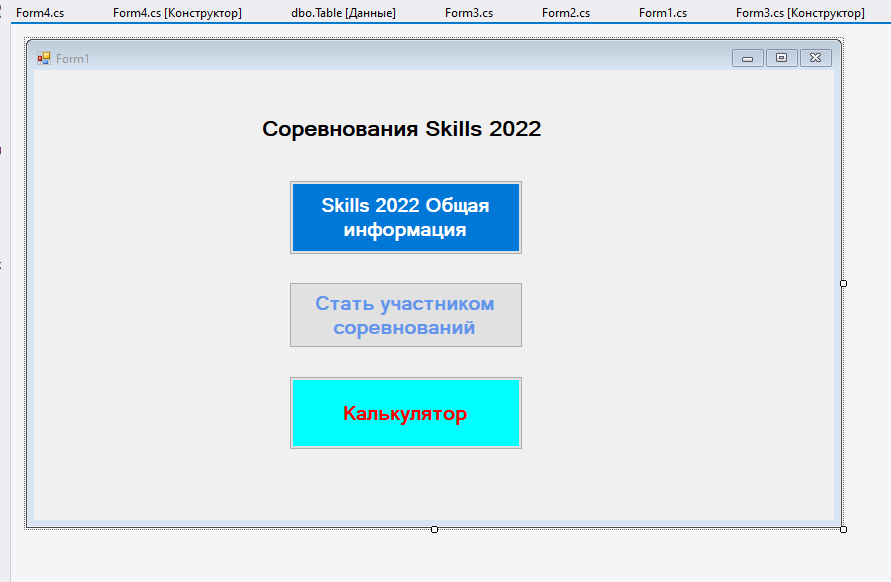 Form4.cs Form4.cs [Конструктор] dbo.Table [Данные] Form3.cs Form2.cs Form1.cs Form3.cs [Конструктор]
Form1
Соревнования Skills 2022
Skills 2022 Общая
информация
Стать участником
соревнований
Калькулятор